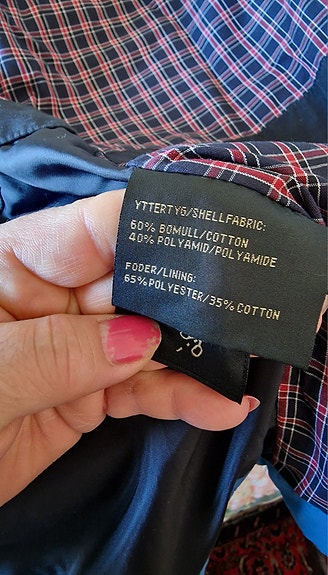 YTTERTYG/SHELLFABRIC:
60% BOMULL/COTTON
40% POLYAMID/POLYAMIDE
FODER/LINING:
65%POLYESTER/35% COTTON